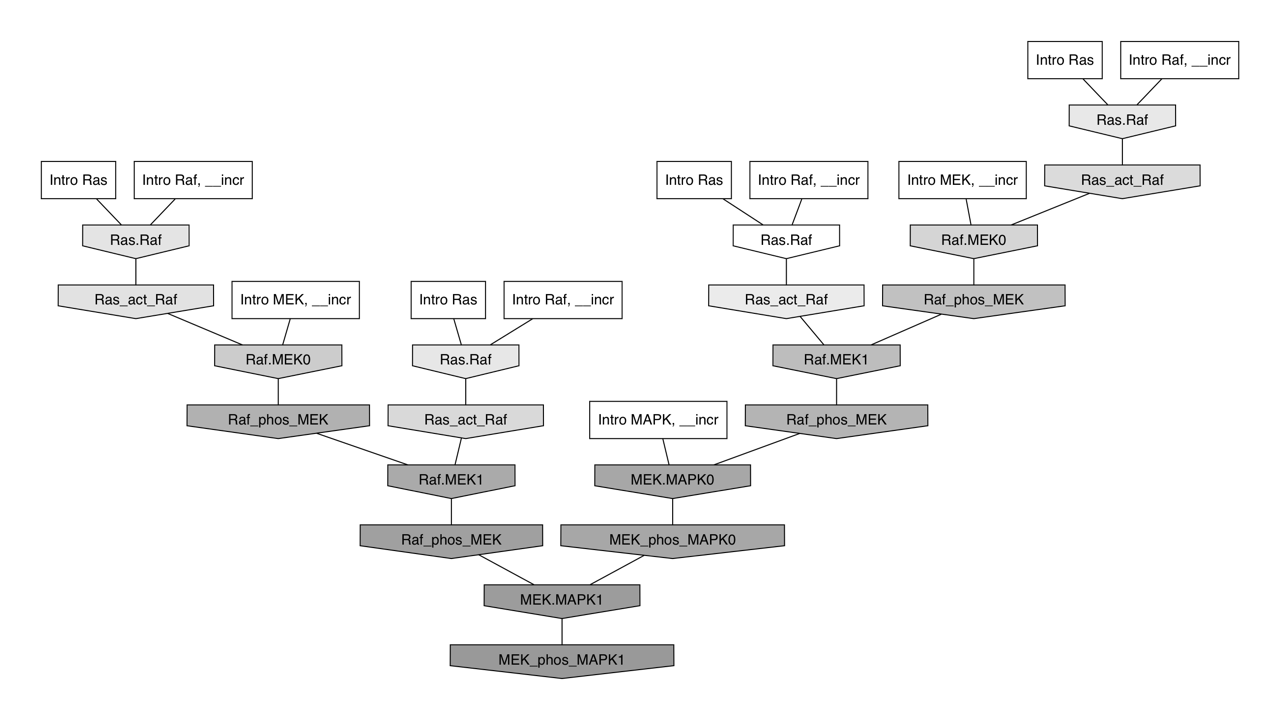 Intro Ras
Intro Raf, __incr
Ras.Raf
Intro Ras
Intro Raf, __incr
Intro Ras
Intro Raf, __incr
Intro MEK, __incr
Ras_act_Raf
Ras.Raf
Ras.Raf
Raf.MEK0
Ras_act_Raf
Intro MEK, __incr
Intro Ras
Intro Raf, __incr
Ras_act_Raf
Raf_phos_MEK
Raf.MEK0
Ras.Raf
Raf.MEK1
Raf_phos_MEK
Ras_act_Raf
Intro MAPK, __incr
Raf_phos_MEK
Raf.MEK1
MEK.MAPK0
Raf_phos_MEK
MEK_phos_MAPK0
MEK.MAPK1
MEK_phos_MAPK1